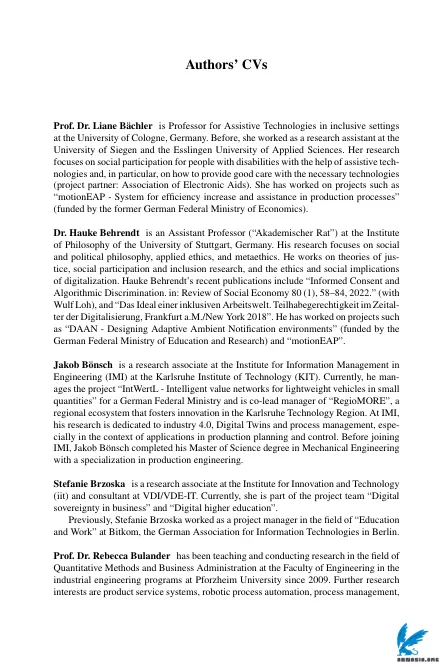 Authors' CVs
Prof. Dr. Liane Bächler is Professor for Assistive Technologies in inclusive settings
at the University of Cologne, Germany. Before, she worked as a research assistant at the
University of Siegen and the Esslingen University of Applied Sciences. Her research
focuses on social participation for people with disabilities with the help of assistive tech-
nologies and, in particular, on how to provide good care with the necessary technologies
(project partner: Association of Electronic Aids). She has worked on projects such as
“motionEAP - System for efficiency increase and assistance in production processes”
(funded by the former German Federal Ministry of Economics).
Dr. Hauke Behrendt is an Assistant Professor (“Akademischer Rat”) at the Institute
of Philosophy of the University of Stuttgart, Germany. His research focuses on social
and political philosophy, applied ethics, and metaethics. He works on theories of jus-
tice, social participation and inclusion research, and the ethics and social implications
of digitalization. Hauke Behrendt's recent publications include “Informed Consent and
Algorithmic Discrimination. in: Review of Social Economy 80 (1), 58–84, 2022.” (with
Wulf Loh), and “Das Ideal einer inklusiven Arbeitswelt. Teilhabegerechtigkeit im Zeital-
ter der Digitalisierung, Frankfurt a.M./New York 2018”. He has worked on projects such
as “DAAN - Designing Adaptive Ambient Notification environments” (funded by the
German Federal Ministry of Education and Research) and “motionEAP”.
Jakob Bönsch is a research associate at the Institute for Information Management in
Engineering (IMI) at the Karlsruhe Institute of Technology (KIT). Currently, he man-
ages the project “IntWertL - Intelligent value networks for lightweight vehicles in small
quantities” for a German Federal Ministry and is co-lead manager of “RegioMORE”, a
regional ecosystem that fosters innovation in the Karlsruhe Technology Region. At IMI,
his research is dedicated to industry 4.0, Digital Twins and process management, espe-
cially in the context of applications in production planning and control. Before joining
IMI, Jakob Bönsch completed his Master of Science degree in Mechanical Engineering
with a specialization in production engineering.
Stefanie Brzoska is a research associate at the Institute for Innovation and Technology
(iit) and consultant at VDI/VDE-IT. Currently, she is part of the project team “Digital
sovereignty in business” and “Digital higher education”.
Previously, Stefanie Brzoska worked as a project manager in the field of “Education
and Work” at Bitkom, the German Association for Information Technologies in Berlin.
Prof. Dr. Rebecca Bulander has been teaching and conducting research in the field of
Quantitative Methods and Business Administration at the Faculty of Engineering in the
industrial engineering programs at Pforzheim University since 2009. Further research
interests are product service systems, robotic process automation, process management,